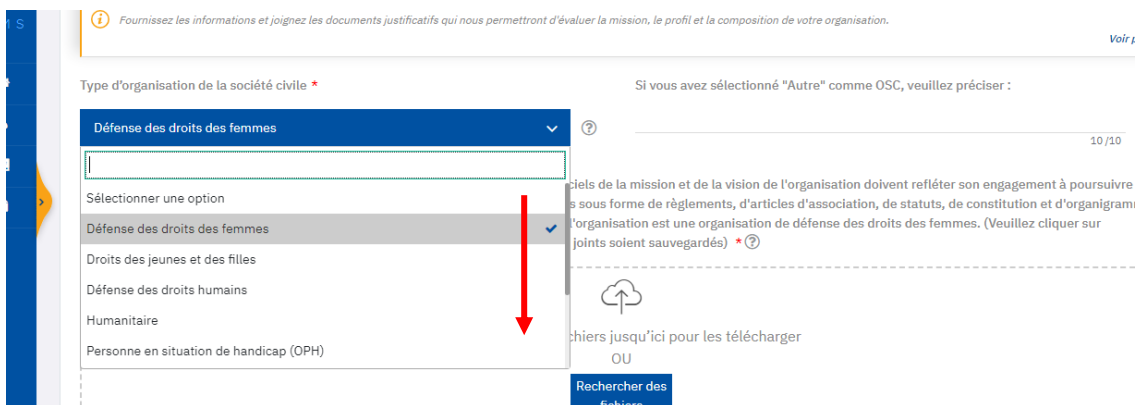 Fournissez les informations et joignez les documents justificatifs qui nous permettront d'évaluer la mission, le profil et la composition de votre organisation.
Voir p
M S
Type d'organisation de la société civile *
Si vous avez sélectionné "Autre" comme OSC, veuillez préciser :
Défense des droits des femmes
10 /10
Sélectionner une option
Défense des droits des femmes
Droits des jeunes et des filles
Défense des droits humains
Humanitaire
Personne en situation de handicap (OPH)
ciels de la mission et de la vision de l'organisation doivent refléter son engagement à poursuivre
s sous forme de règlements, d'articles d'association, de statuts, de constitution et d'organigram
l'organisation est une organisation de défense des droits des femmes. (Veuillez cliquer sur
joints soient sauvegardés) *
chiers jusqu'ici pour les télécharger
OU
Rechercher des
fichiers